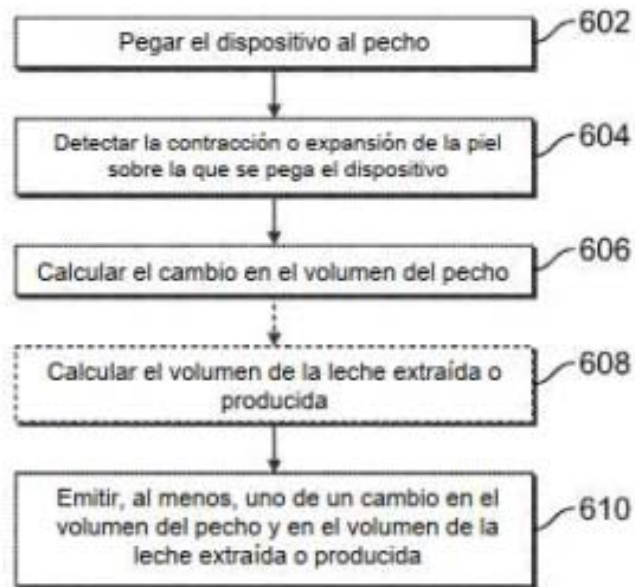 Pegar el dispositivo al pecho
602
Detectar la contracción o expansión de la piel
sobre la que se pega el dispositivo
604
Calcular el cambio en el volumen del pecho
606
Calcular el volumen de la leche extraída o
producida
608
Emitir, al menos, uno de un cambio en el
volumen del pecho y en el volumen de la
leche extraída o producida
610